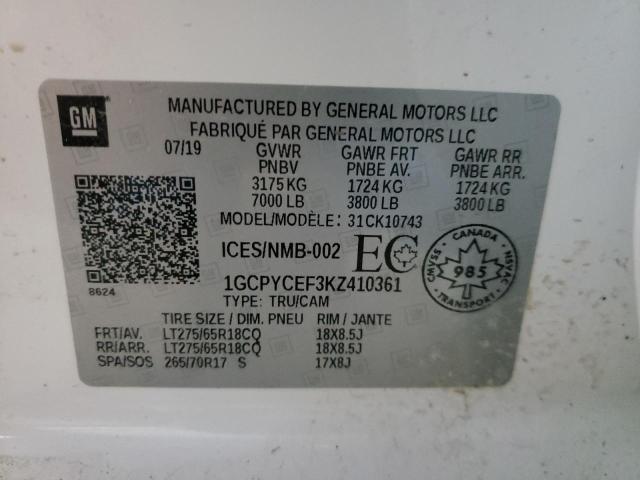 GM
MANUFACTURED BY GENERAL MOTORS LLC
FABRIQUÉ PAR GENERAL MOTORS LLC
07/19 GVWR GAWR FRT GAWR RR
PNBV PNBE AV. PNBE ARR.
3175 KG 1724 KG 1724 KG
7000 LB 3800 LB 3800 LB
MODEL/MODÈLE: 31CK10743
ICES/NMB-002 EC
CANADA
CMVSS 985 NSVAC
TRANSPORT
1GCPYCEF3KZ410361
8624
TYPE: TRU/CAM
TIRE SIZE / DIM. PNEU RIM / JANTE
FRT/AV. LT275/65R18CQ 18X8.5J
RR/ARR. LT275/65R18CQ 18X8.5J
SPA/SOS 265/70R17 S 17X8J